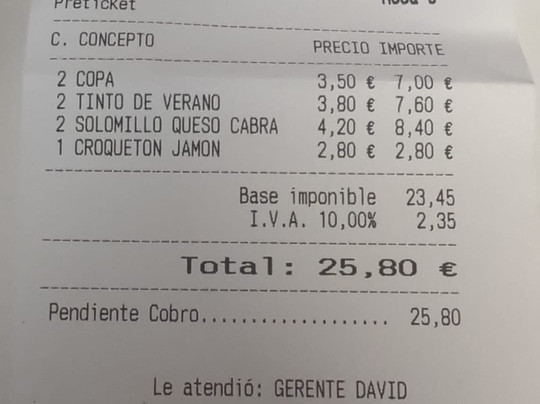 Preticket
C. CONCEPTO PRECIO IMPORTE
2 COPA 3,50 € 7,00 €
2 TINTO DE VERANO 3,80 € 7,60 €
2 SOLOMILLO QUESO CABRA 4,20 € 8,40 €
1 CROQUETON JAMON 2,80 € 2,80 €
Base imponible 23,45
I.V.A. 10,00% 2,35
Total: 25,80 €
Pendiente Cobro................... 25,80
Le atendió: GERENTE DAVID